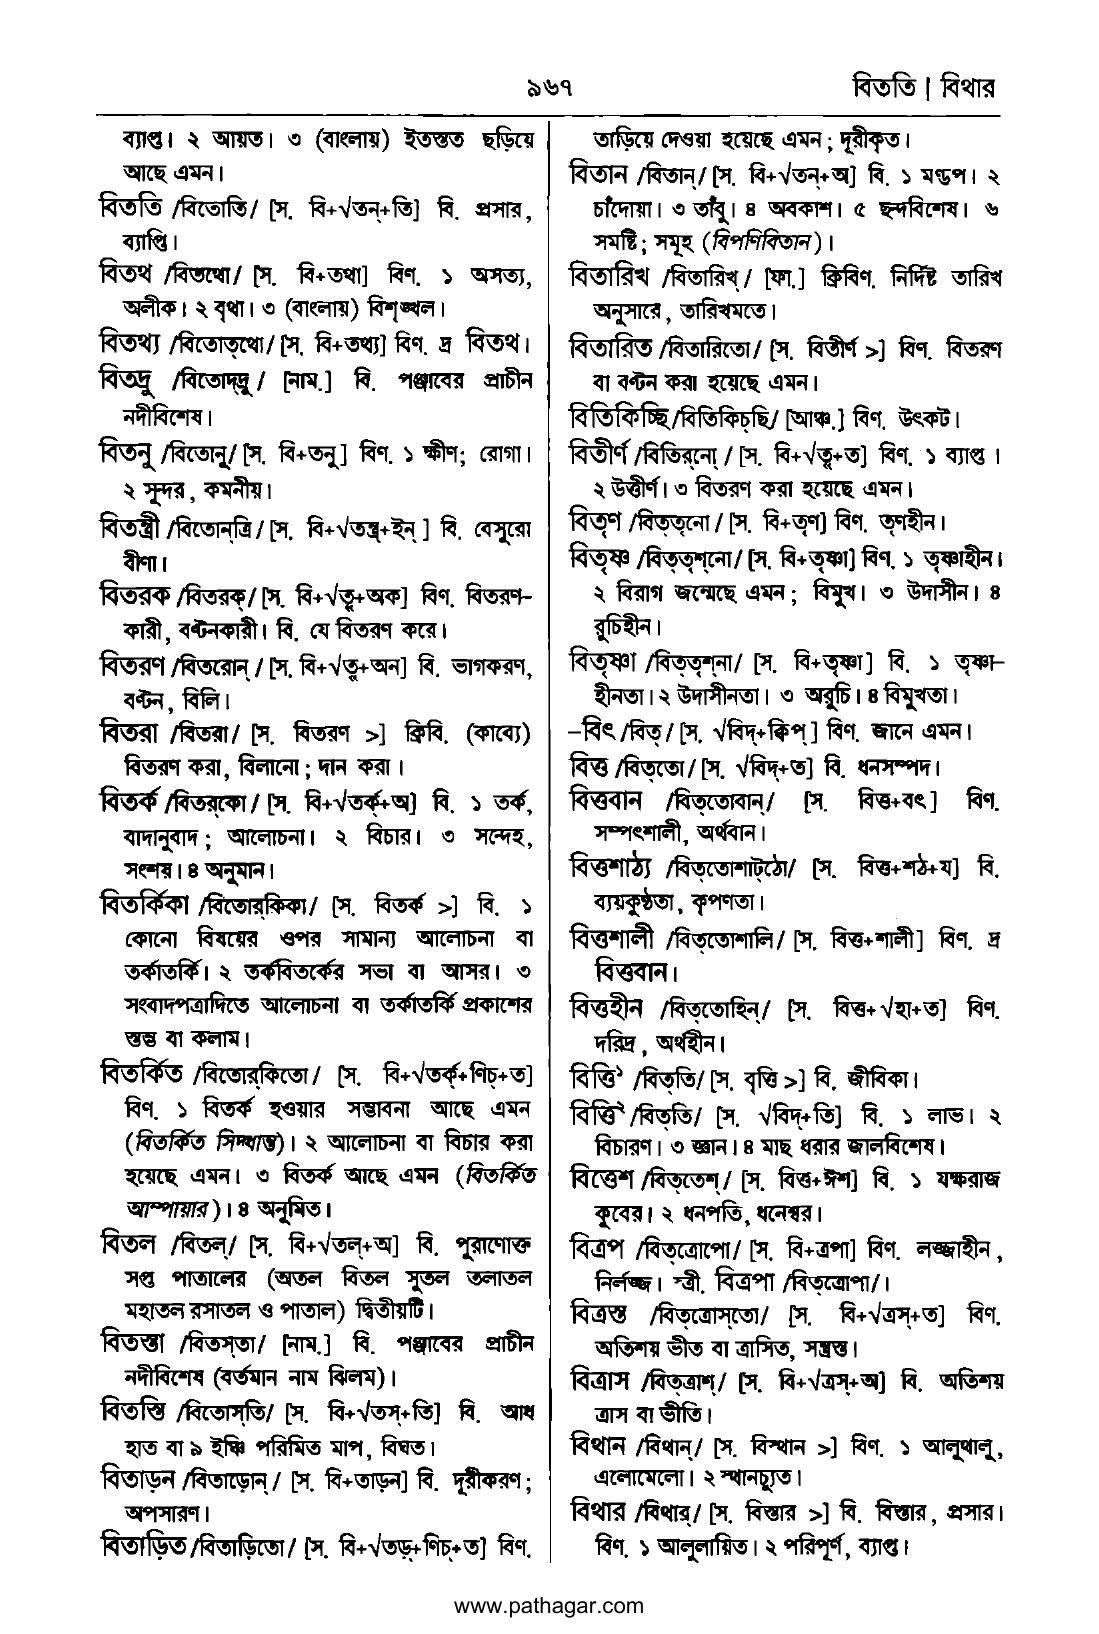 ৯৬৭
বিততি | বিথার
ব্যাপ্ত। ২ আয়ত। ৩ (বাংলায়) ইতস্তত ছড়িয়ে
আছে এমন।
বিততি /বিতোতি/ [স. বি+√তন্+তি] বি. প্রসার,
ব্যাপ্তি।
বিতথ /বিতথো/ [স. বি+তথা] বিণ. ১ অসত্য,
অলীক। ২ বৃথা। ৩ (বাংলায়) বিশৃঙ্খল।
বিতথ্য /বিতোত্‌থো/ [স. বি+তথ্য] বিণ. দ্র বিতথ।
বিতদ্রু /বিতোদ্‌দ্রু/ [নাম.] বি. পঞ্জাবের প্রাচীন
নদীবিশেষ।
বিতনু /বিতোনু/ [স. বি+তনু] বিণ. ১ ক্ষীণ; রোগা।
২ সুন্দর, কমনীয়।
বিতন্ত্রী /বিতোন্‌ত্রি/ [স. বি+√তন্ত্র্+ইন্] বি. বেসুরো
বীণা।
বিতরক /বিতরক্/ [স. বি+√তৄ+অক] বিণ. বিতরণ-
কারী, বণ্টনকারী। বি. যে বিতরণ করে।
বিতরণ /বিতরোন্/ [স. বি+√তৄ+অন] বি. ভাগকরণ,
বণ্টন, বিলি।
বিতরা /বিতরা/ [স. বিতরণ >] ক্রিবি. (কাব্যে)
বিতরণ করা, বিলানো; দান করা।
বিতর্ক /বিতর্‌কো/ [স. বি+√তর্ক্+অ] বি. ১ তর্ক,
বাদানুবাদ; আলোচনা। ২ বিচার। ৩ সন্দেহ,
সংশয়। ৪ অনুমান।
বিতর্কিকা /বিতোর্‌কিকা/ [স. বিতর্ক >] বি. ১
কোনো বিষয়ের ওপর সামান্য আলোচনা বা
তর্কাতর্কি। ২ তর্কবিতর্কের সভা বা আসর। ৩
সংবাদপত্রাদিতে আলোচনা বা তর্কাতর্কি প্রকাশের
স্তম্ভ বা কলাম।
বিতর্কিত /বিতোর্‌কিতো/ [স. বি+√তর্ক্+ণিচ্+ত]
বিণ. ১ বিতর্ক হওয়ার সম্ভাবনা আছে এমন
(বিতর্কিত সিদ্ধান্ত)। ২ আলোচনা বা বিচার করা
হয়েছে এমন। ৩ বিতর্ক আছে এমন (বিতর্কিত
আম্পায়ার)। ৪ অনুমিত।
বিতল /বিতল্/ [স. বি+√তল্+অ] বি. পুরাণোক্ত
সপ্ত পাতালের (অতল বিতল সুতল তলাতল
মহাতল রসাতল ও পাতাল) দ্বিতীয়টি।
বিতস্তা /বিতস্‌তা/ [নাম.] বি. পঞ্জাবের প্রাচীন
নদীবিশেষ (বর্তমান নাম ঝিলম)।
বিতস্তি /বিতোস্‌তি/ [স. বি+√তস্+তি] বি. আধ
হাত বা ৯ ইঞ্চি পরিমিত মাপ, বিঘত।
বিতাড়ন /বিতাড়োন্/ [স. বি+তাড়ন] বি. দূরীকরণ;
অপসারণ।
বিতাড়িত /বিতাড়িতো/ [স. বি+√তড়্+ণিচ্+ত] বিণ.
তাড়িয়ে দেওয়া হয়েছে এমন; দূরীকৃত।
বিতান /বিতান্/ [স. বি+√তন্+অ] বি. ১ মণ্ডপ। ২
চাঁদোয়া। ৩ তাঁবু। ৪ অবকাশ। ৫ ছন্দবিশেষ। ৬
সমষ্টি; সমূহ (বিপণিবিতান)।
বিতারিখ /বিতারিখ্/ [ফা.] ক্রিবিণ. নির্দিষ্ট তারিখ
অনুসারে, তারিখমতে।
বিতারিত /বিতারিতো/ [স. বিতীর্ণ >] বিণ. বিতরণ
বা বণ্টন করা হয়েছে এমন।
বিতিকিচ্ছি /বিতিকিচ্‌ছি/ [আঞ্চ.] বিণ. উৎকট।
বিতীর্ণ /বিতির্‌নো্/ [স. বি+√তৄ+ত] বিণ. ১ ব্যাপ্ত।
২ উত্তীর্ণ। ৩ বিতরণ করা হয়েছে এমন।
বিতৃণ /বিত্‌তৃনো/ [স. বি+তৃণ] বিণ. তৃণহীন।
বিতৃষ্ণ /বিত্‌তৃশ্‌নো/ [স. বি+তৃষ্ণা] বিণ. ১ তৃষ্ণাহীন।
২ বিরাগ জন্মেছে এমন; বিমুখ। ৩ উদাসীন। ৪
রুচিহীন।
বিতৃষ্ণা /বিত্‌তৃশ্‌না/ [স. বি+তৃষ্ণা] বি. ১ তৃষ্ণা-
হীনতা। ২ উদাসীনতা। ৩ অরুচি। ৪ বিমুখতা।
–বিৎ /বিত্/ [স. √বিদ্+ক্বিপ্] বিণ. জানে এমন।
বিত্ত /বিত্‌তো/ [স. √বিদ্+ত] বি. ধনসম্পদ।
বিত্তবান /বিত্‌তোবান্/ [স. বিত্ত+বৎ] বিণ.
সম্পৎশালী, অর্থবান।
বিত্তশাঠ্য /বিত্‌তোশাট্‌ঠো/ [স. বিত্ত+শঠ+য] বি.
ব্যয়কুণ্ঠতা, কৃপণতা।
বিত্তশালী /বিত্‌তোশালি/ [স. বিত্ত+শালী] বিণ. দ্র
বিত্তবান।
বিত্তহীন /বিত্‌তোহিন্/ [স. বিত্ত+√হা+ত] বিণ.
দরিদ্র, অর্থহীন।
বিত্তি¹ /বিত্‌তি/ [স. বৃত্তি >] বি. জীবিকা।
বিত্তি² /বিত্‌তি/ [স. √বিদ্+তি] বি. ১ লাভ। ২
বিচারণ। ৩ জ্ঞান। ৪ মাছ ধরার জালবিশেষ।
বিত্তেশ /বিত্‌তেশ্/ [স. বিত্ত+ঈশ] বি. ১ যক্ষরাজ
কুবের। ২ ধনপতি, ধনেশ্বর।
বিত্রপ /বিত্‌ত্রোপো/ [স. বি+ত্রপা] বিণ. লজ্জাহীন,
নির্লজ্জ। স্ত্রী. বিত্রপা /বিত্‌ত্রোপা/।
বিত্রস্ত /বিত্‌ত্রোস্‌তো/ [স. বি+√ত্রস্+ত] বিণ.
অতিশয় ভীত বা ত্রাসিত, সন্ত্রস্ত।
বিত্রাস /বিত্‌ত্রাশ্/ [স. বি+√ত্রস্+অ] বি. অতিশয়
ত্রাস বা ভীতি।
বিথান /বিথান্/ [স. বিস্থান >] বিণ. ১ আলুথালু,
এলোমেলো। ২ স্থানচ্যুত।
বিথার /বিথার্/ [স. বিস্তার >] বি. বিস্তার, প্রসার।
বিণ. ১ আলুলায়িত। ২ পরিপূর্ণ, ব্যাপ্ত।
www.pathagar.com